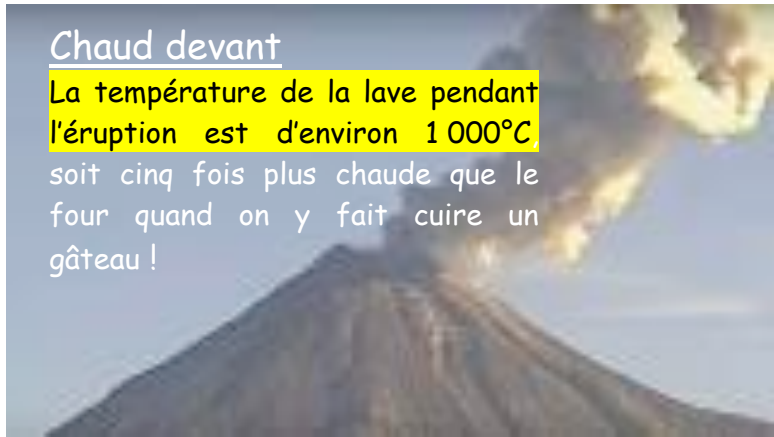 Chaud devant
La température de la lave pendant
l'éruption est d'environ 1 000°C,
soit cinq fois plus chaude que le
four quand on y fait cuire un
gâteau !